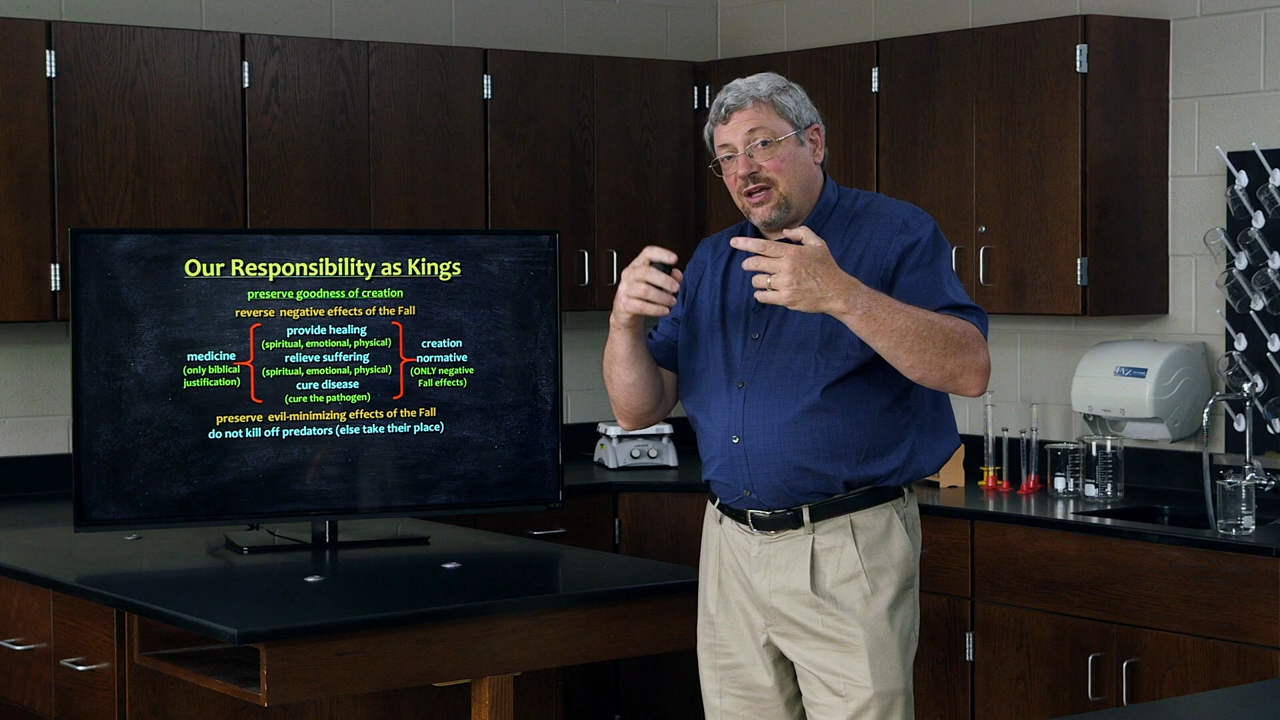 Our Responsibility as Kings
preserve goodness of creation
reverse negative effects of the Fall
provide healing
(spiritual, emotional, physical)
relieve suffering
(spiritual, emotional, physical)
cure disease
(cure the pathogen)
medicine
(only biblical
justification)
creation
normative
(ONLY negative
Fall effects)
preserve evil-minimizing effects of the Fall
do not kill off predators (else take their place)